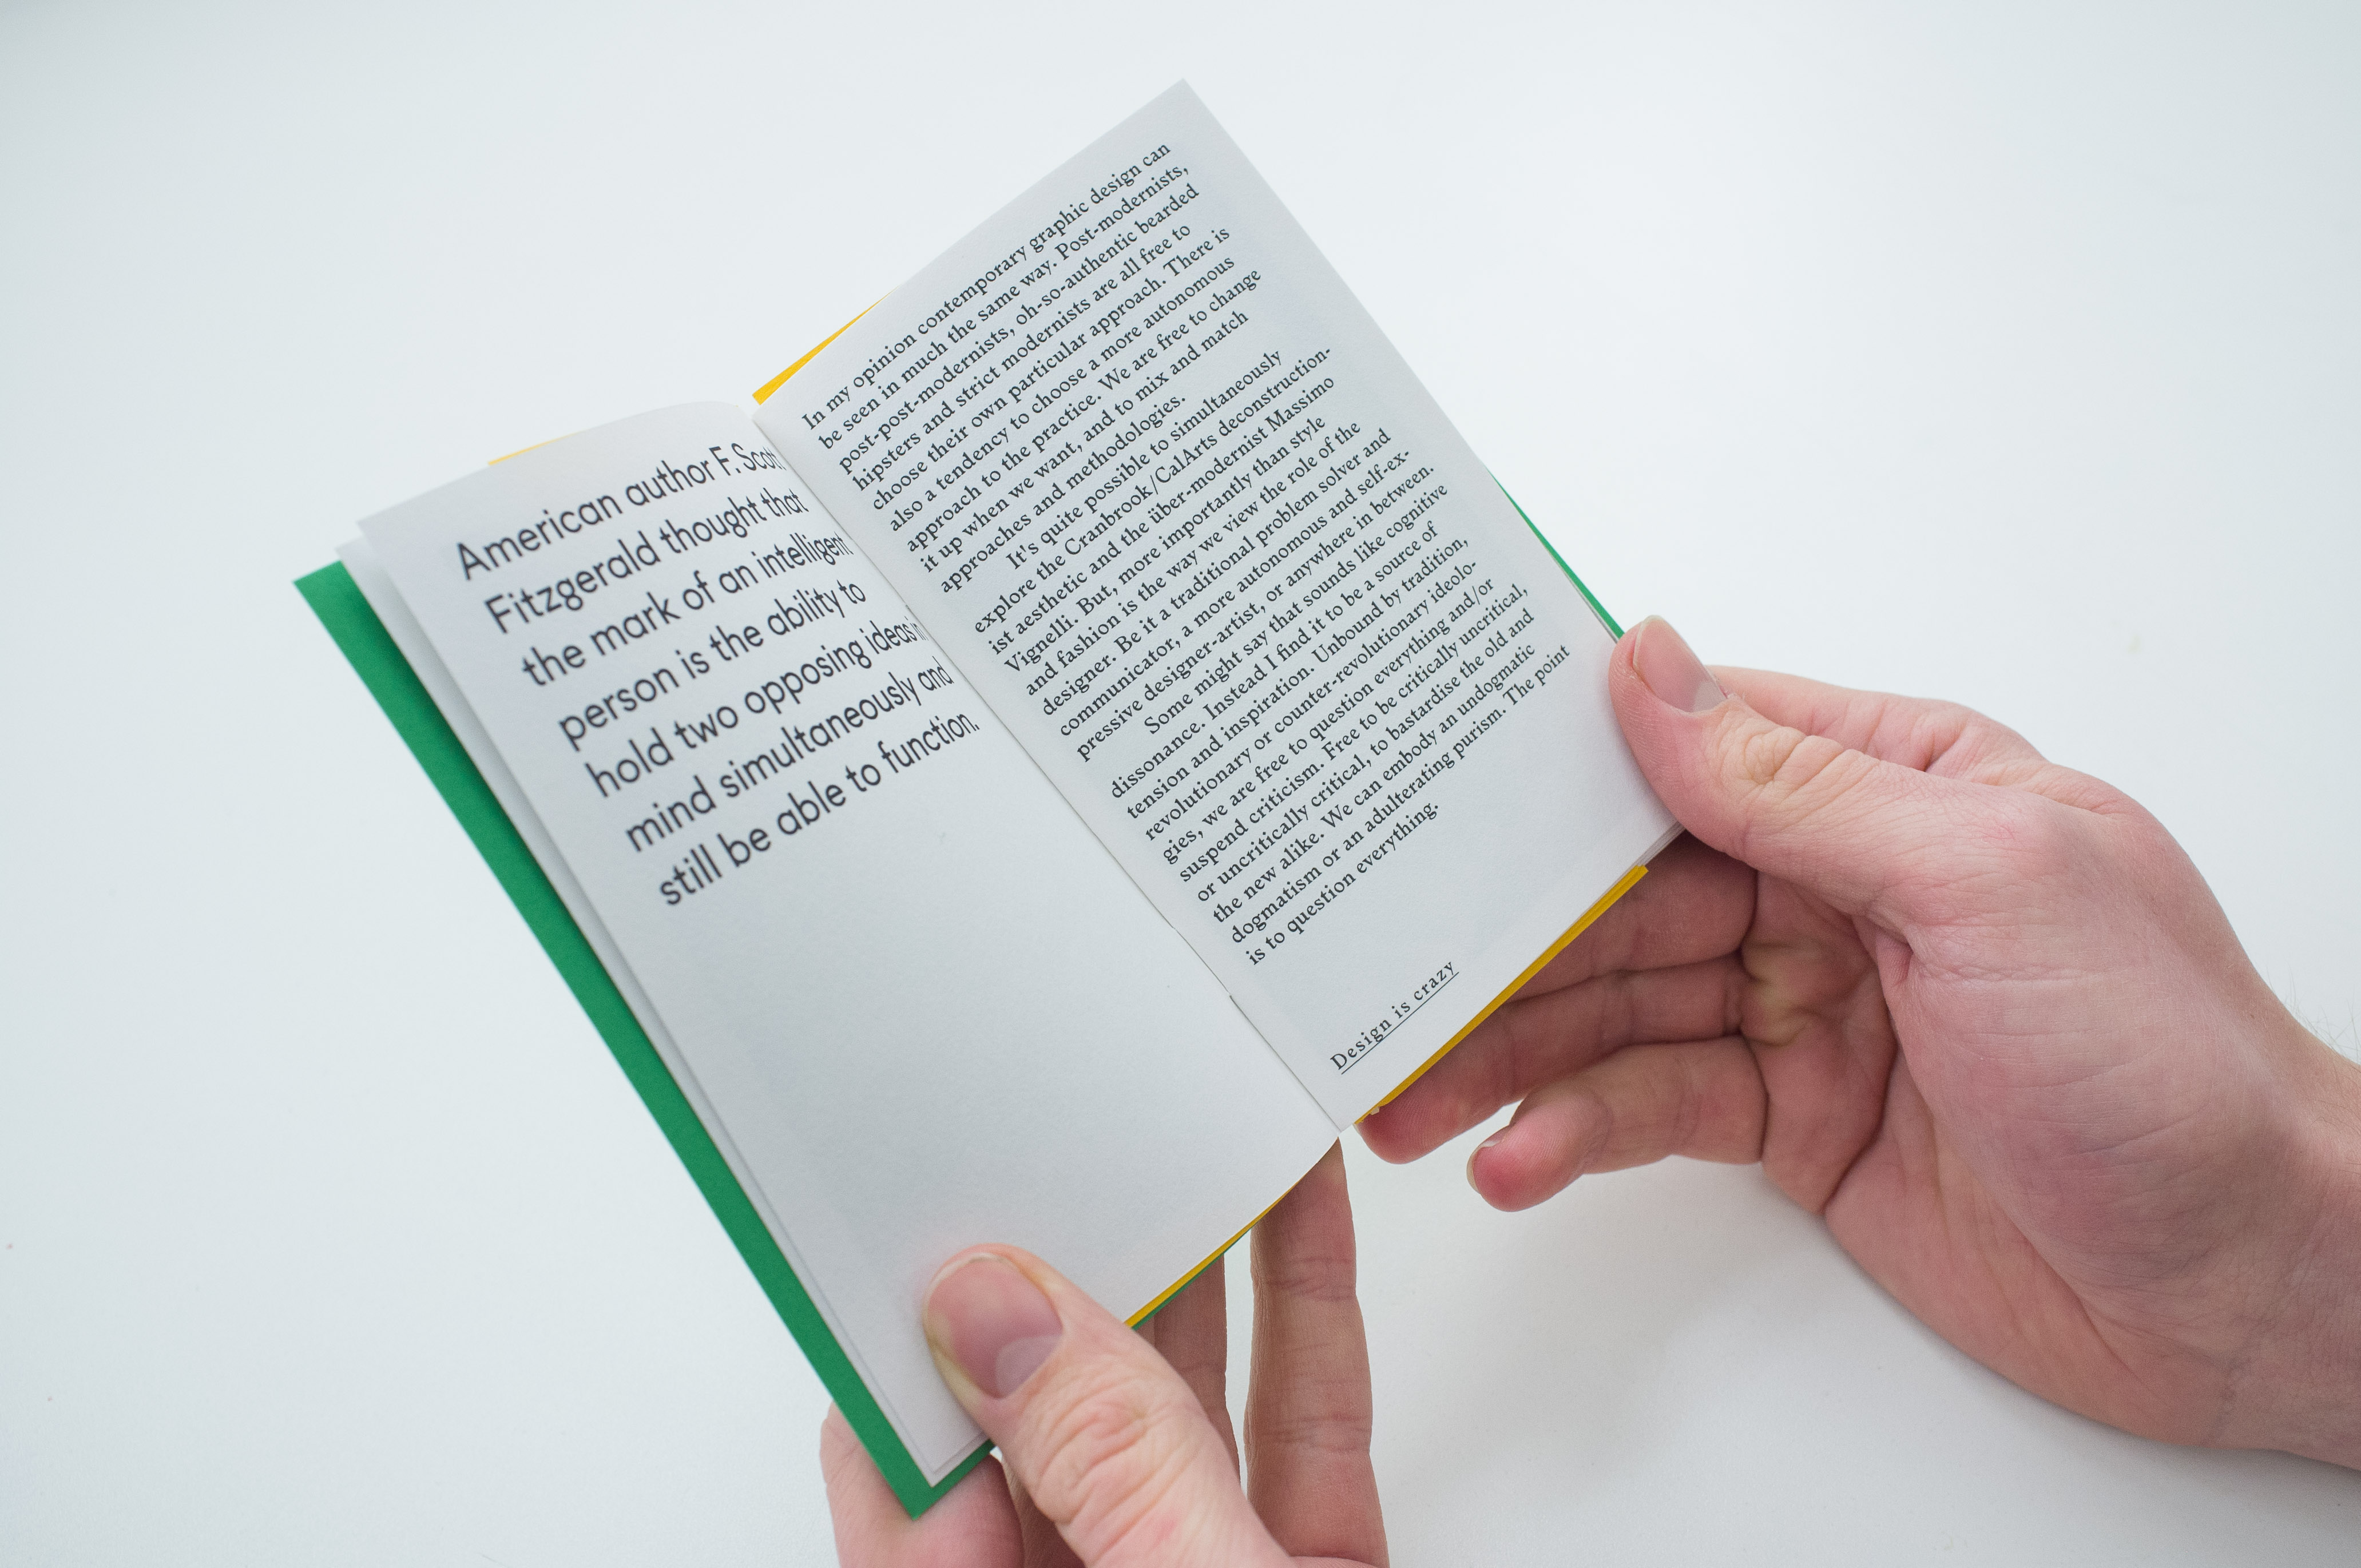 American author F. Scott
Fitzgerald thought that
the mark of an intelligent
person is the ability to
hold two opposing ideas in
mind simultaneously and
still be able to function.
In my opinion contemporary graphic design can
be seen in much the same way. Post-modernists,
post-post-modernists, oh-so-authentic bearded
hipsters and strict modernists are all free to
choose their own particular approach. There is
also a tendency to choose a more autonomous
approach to the practice. We are free to change
it up when we want, and to mix and match
approaches and methodologies.
It's quite possible to simultaneously
explore the Cranbrook/CalArts deconstruction-
ist aesthetic and the über-modernist Massimo
Vignelli. But, more importantly than style
and fashion is the way we view the role of the
designer. Be it a traditional problem solver and
communicator, a more autonomous and self-ex-
pressive designer-artist, or anywhere in between.
Some might say that sounds like cognitive
dissonance. Instead I find it to be a source of
tension and inspiration. Unbound by tradition,
revolutionary or counter-revolutionary ideolo-
gies, we are free to question everything and/or
suspend criticism. Free to be critically uncritical,
or uncritically critical, to bastardise the old and
the new alike. We can embody an undogmatic
dogmatism or an adulterating purism. The point
is to question everything.
Design is crazy